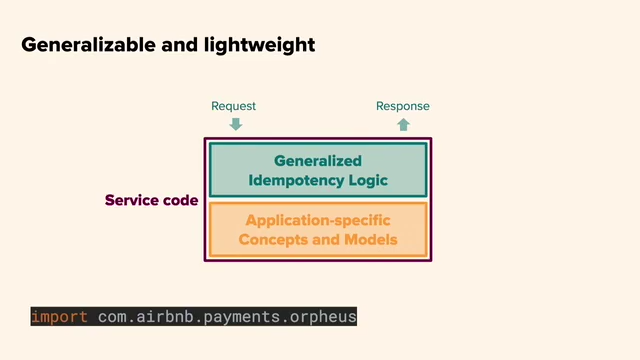 Generalizable and lightweight
Request
Response
Generalized
Idempotency Logic
Service code
Application-specific
Concepts and Models
import com.airbnb.payments.orpheus